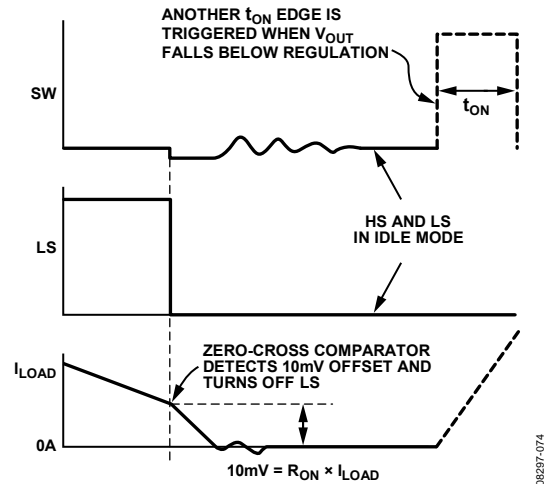 ANOTHER tON EDGE IS
TRIGGERED WHEN VOUT
FALLS BELOW REGULATION
SW
tON
HS AND LS
IN IDLE MODE
LS
ZERO-CROSS COMPARATOR
DETECTS 10mV OFFSET AND
TURNS OFF LS
ILOAD
0A
10mV = RON × ILOAD
08297-074